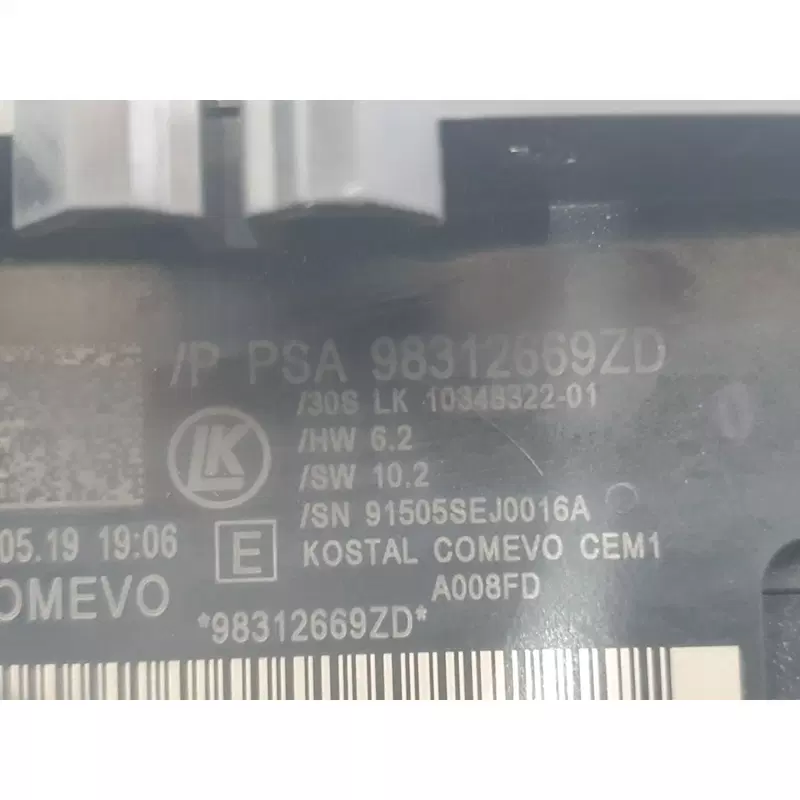 /P PSA 98312669ZD
/30S LK 10348322-01
LK
/HW 6.2
/SW 10.2
/SN 91505SEJ0016A
05.19 19:06
E
KOSTAL COMEVO CEM1
OMEVO
A008FD
*98312669ZD*